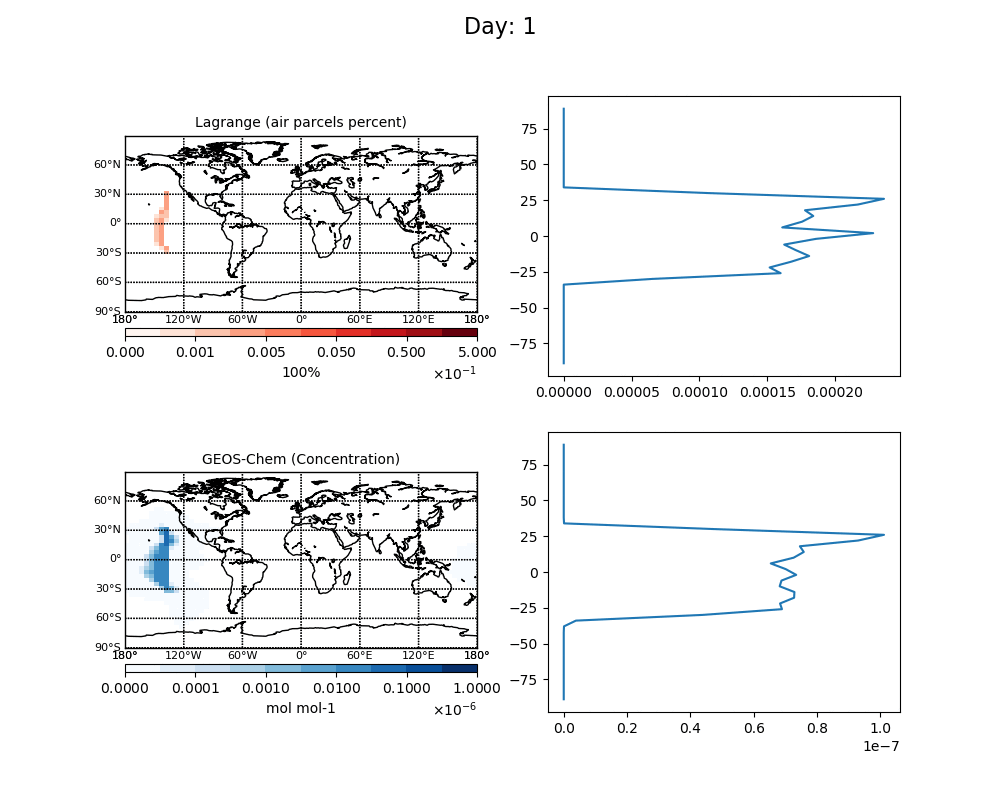 Day: 1
Lagrange (air parcels percent)
60°N
30°N
0°
30°S
60°S
90°S
180° 120°W 60°W 0° 60°E 120°E 180°
0.000 0.001 0.005 0.050 0.500 5.000
100% ×10⁻¹
75
50
25
0
−25
−50
−75
0.00000 0.00005 0.00010 0.00015 0.00020
GEOS-Chem (Concentration)
60°N
30°N
0°
30°S
60°S
90°S
180° 120°W 60°W 0° 60°E 120°E 180°
0.0000 0.0001 0.0010 0.0100 0.1000 1.0000
mol mol-1 ×10⁻⁶
75
50
25
0
−25
−50
−75
0.0 0.2 0.4 0.6 0.8 1.0
1e−7